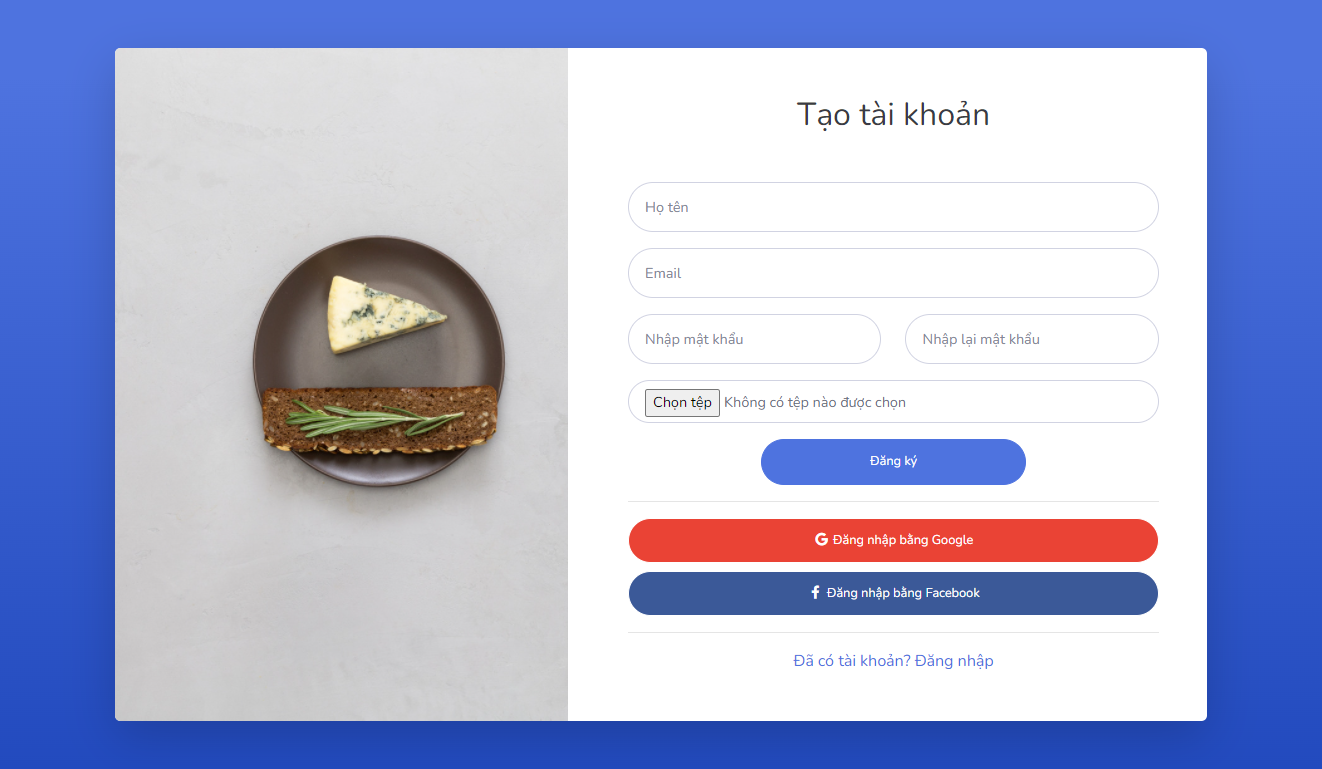 Tạo tài khoản
Họ tên
Email
Nhập mật khẩu
Nhập lại mật khẩu
Chọn tệp Không có tệp nào được chọn
Đăng ký
Đăng nhập bằng Google
Đăng nhập bằng Facebook
Đã có tài khoản? Đăng nhập